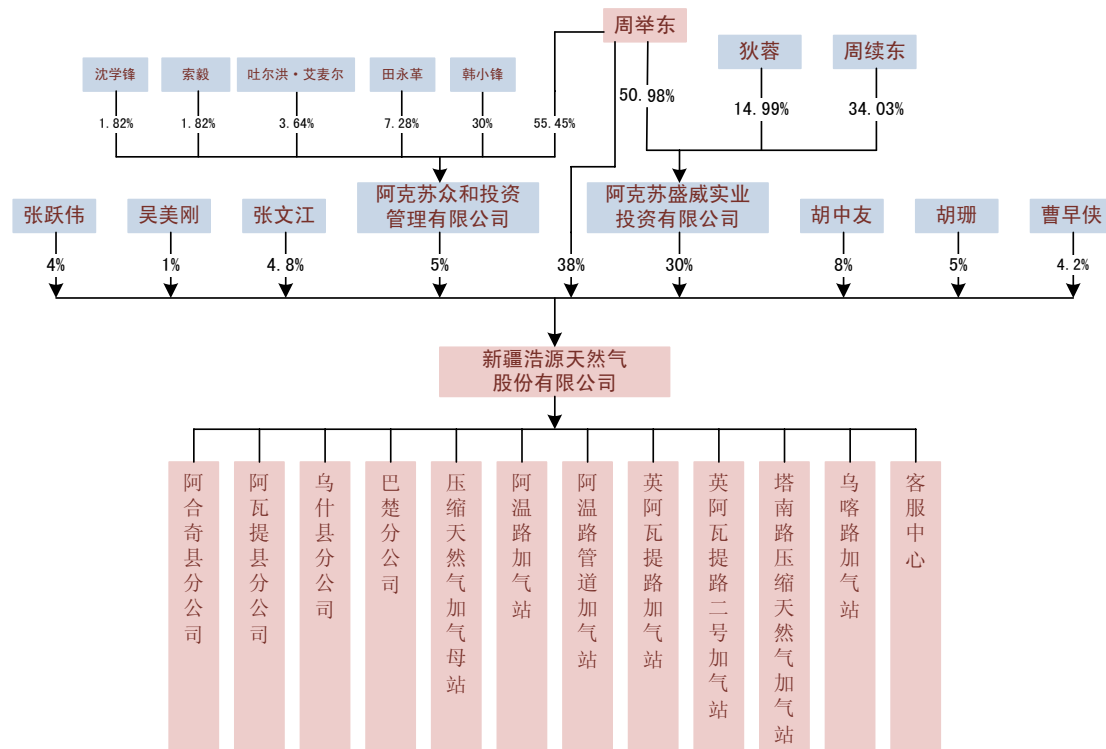 周举东
狄蓉
周续东
沈学锋
索毅
吐尔洪·艾麦尔
田永革
韩小锋
50.98%
14.99%
34.03%
1.82%
1.82%
3.64%
7.28%
30%
55.45%
张跃伟
吴美刚
张文江
阿克苏众和投资
管理有限公司
阿克苏盛威实业
投资有限公司
胡中友
胡珊
曹早侠
4%
1%
4.8%
5%
38%
30%
8%
5%
4.2%
新疆浩源天然气
股份有限公司
阿合奇县分公司
阿瓦提县分公司
乌什县分公司
巴楚分公司
压缩天然气加气母站
阿温路加气站
阿温路管道加气站
英阿瓦提路加气站
英阿瓦提路二号加气站
塔南路压缩天然气加气站
乌喀路加气站
客服中心